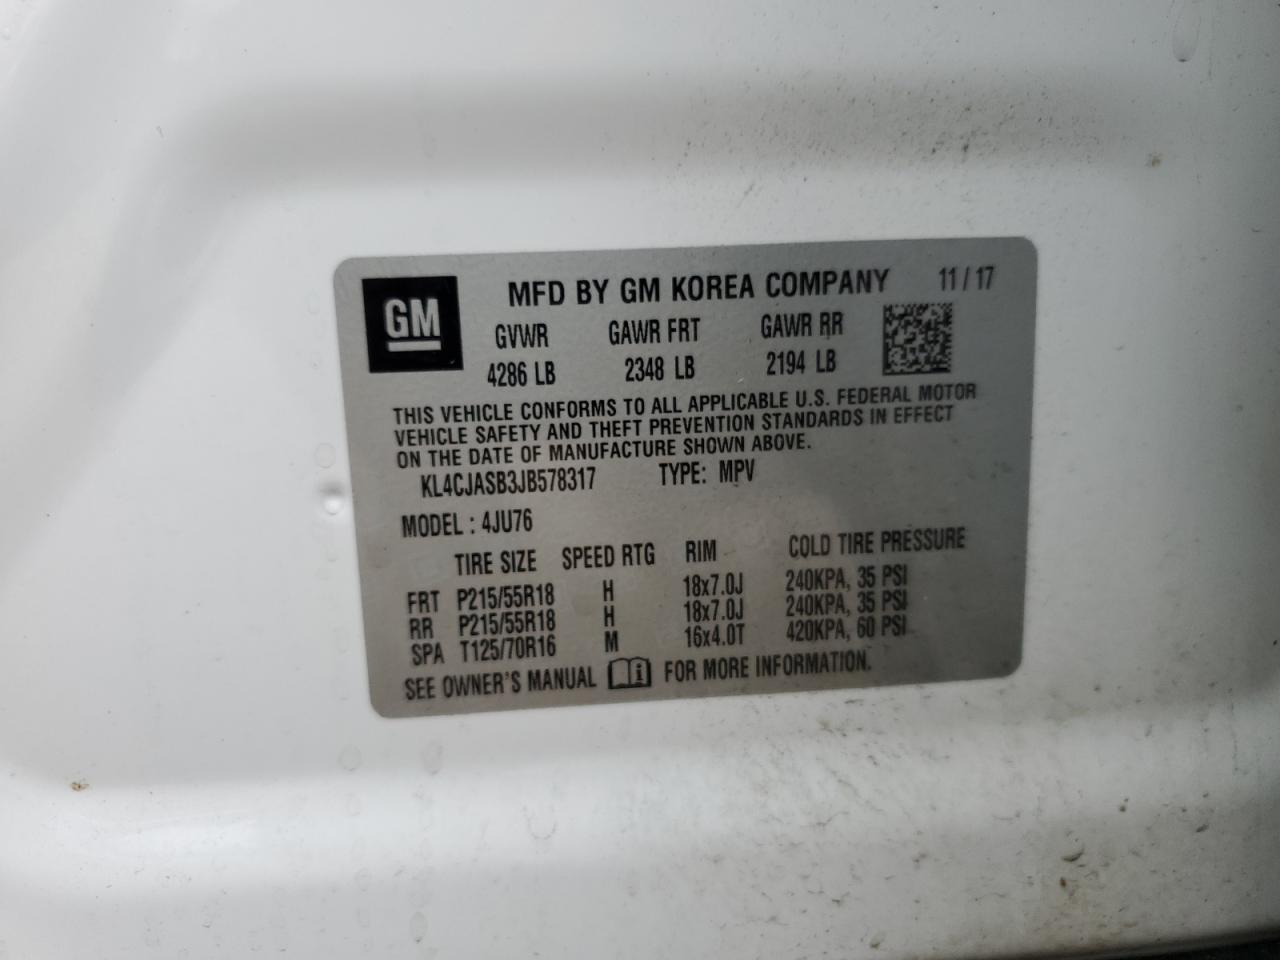 GM
MFD BY GM KOREA COMPANY 11/17
GVWR GAWR FRT GAWR RR
4286 LB 2348 LB 2194 LB
THIS VEHICLE CONFORMS TO ALL APPLICABLE U.S. FEDERAL MOTOR
VEHICLE SAFETY AND THEFT PREVENTION STANDARDS IN EFFECT
ON THE DATE OF MANUFACTURE SHOWN ABOVE.
KL4CJASB3JB578317 TYPE: MPV
MODEL : 4JU76
TIRE SIZE SPEED RTG RIM COLD TIRE PRESSURE
FRT P215/55R18 H 18x7.0J 240KPA, 35 PSI
RR P215/55R18 H 18x7.0J 240KPA, 35 PSI
SPA T125/70R16 M 16x4.0T 420KPA, 60 PSI
SEE OWNER'S MANUAL i FOR MORE INFORMATION.